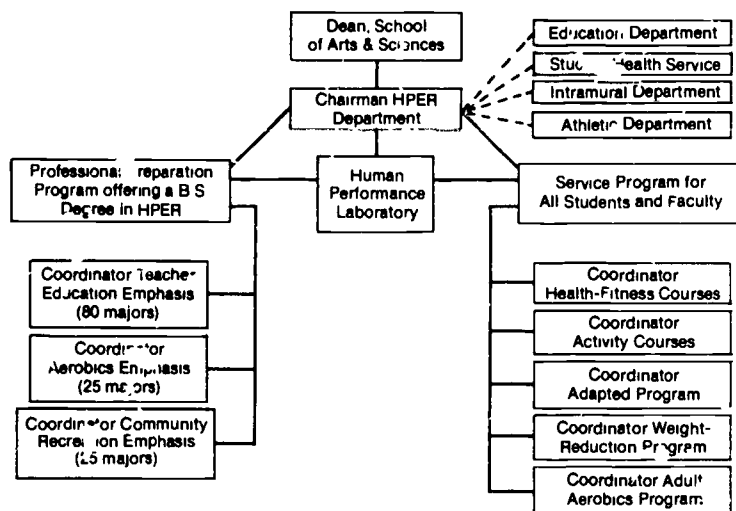 Dean, School
of Arts & Sciences
Education Department
Student Health Service
Intramural Department
Athletic Department
Chairman HPER
Department
Professional Preparation
Program offering a B S
Degree in HPER
Human
Performance
Laboratory
Service Program for
All Students and Faculty
Coordinator Teacher
Education Emphasis
(80 majors)
Coordinator
Aerobics Emphasis
(25 majors)
Coordinator Community
Recreation Emphasis
(25 majors)
Coordinator
Health-Fitness Courses
Coordinator
Activity Courses
Coordinator
Adapted Program
Coordinator Weight-
Reduction Program
Coordinator Adult
Aerobics Program